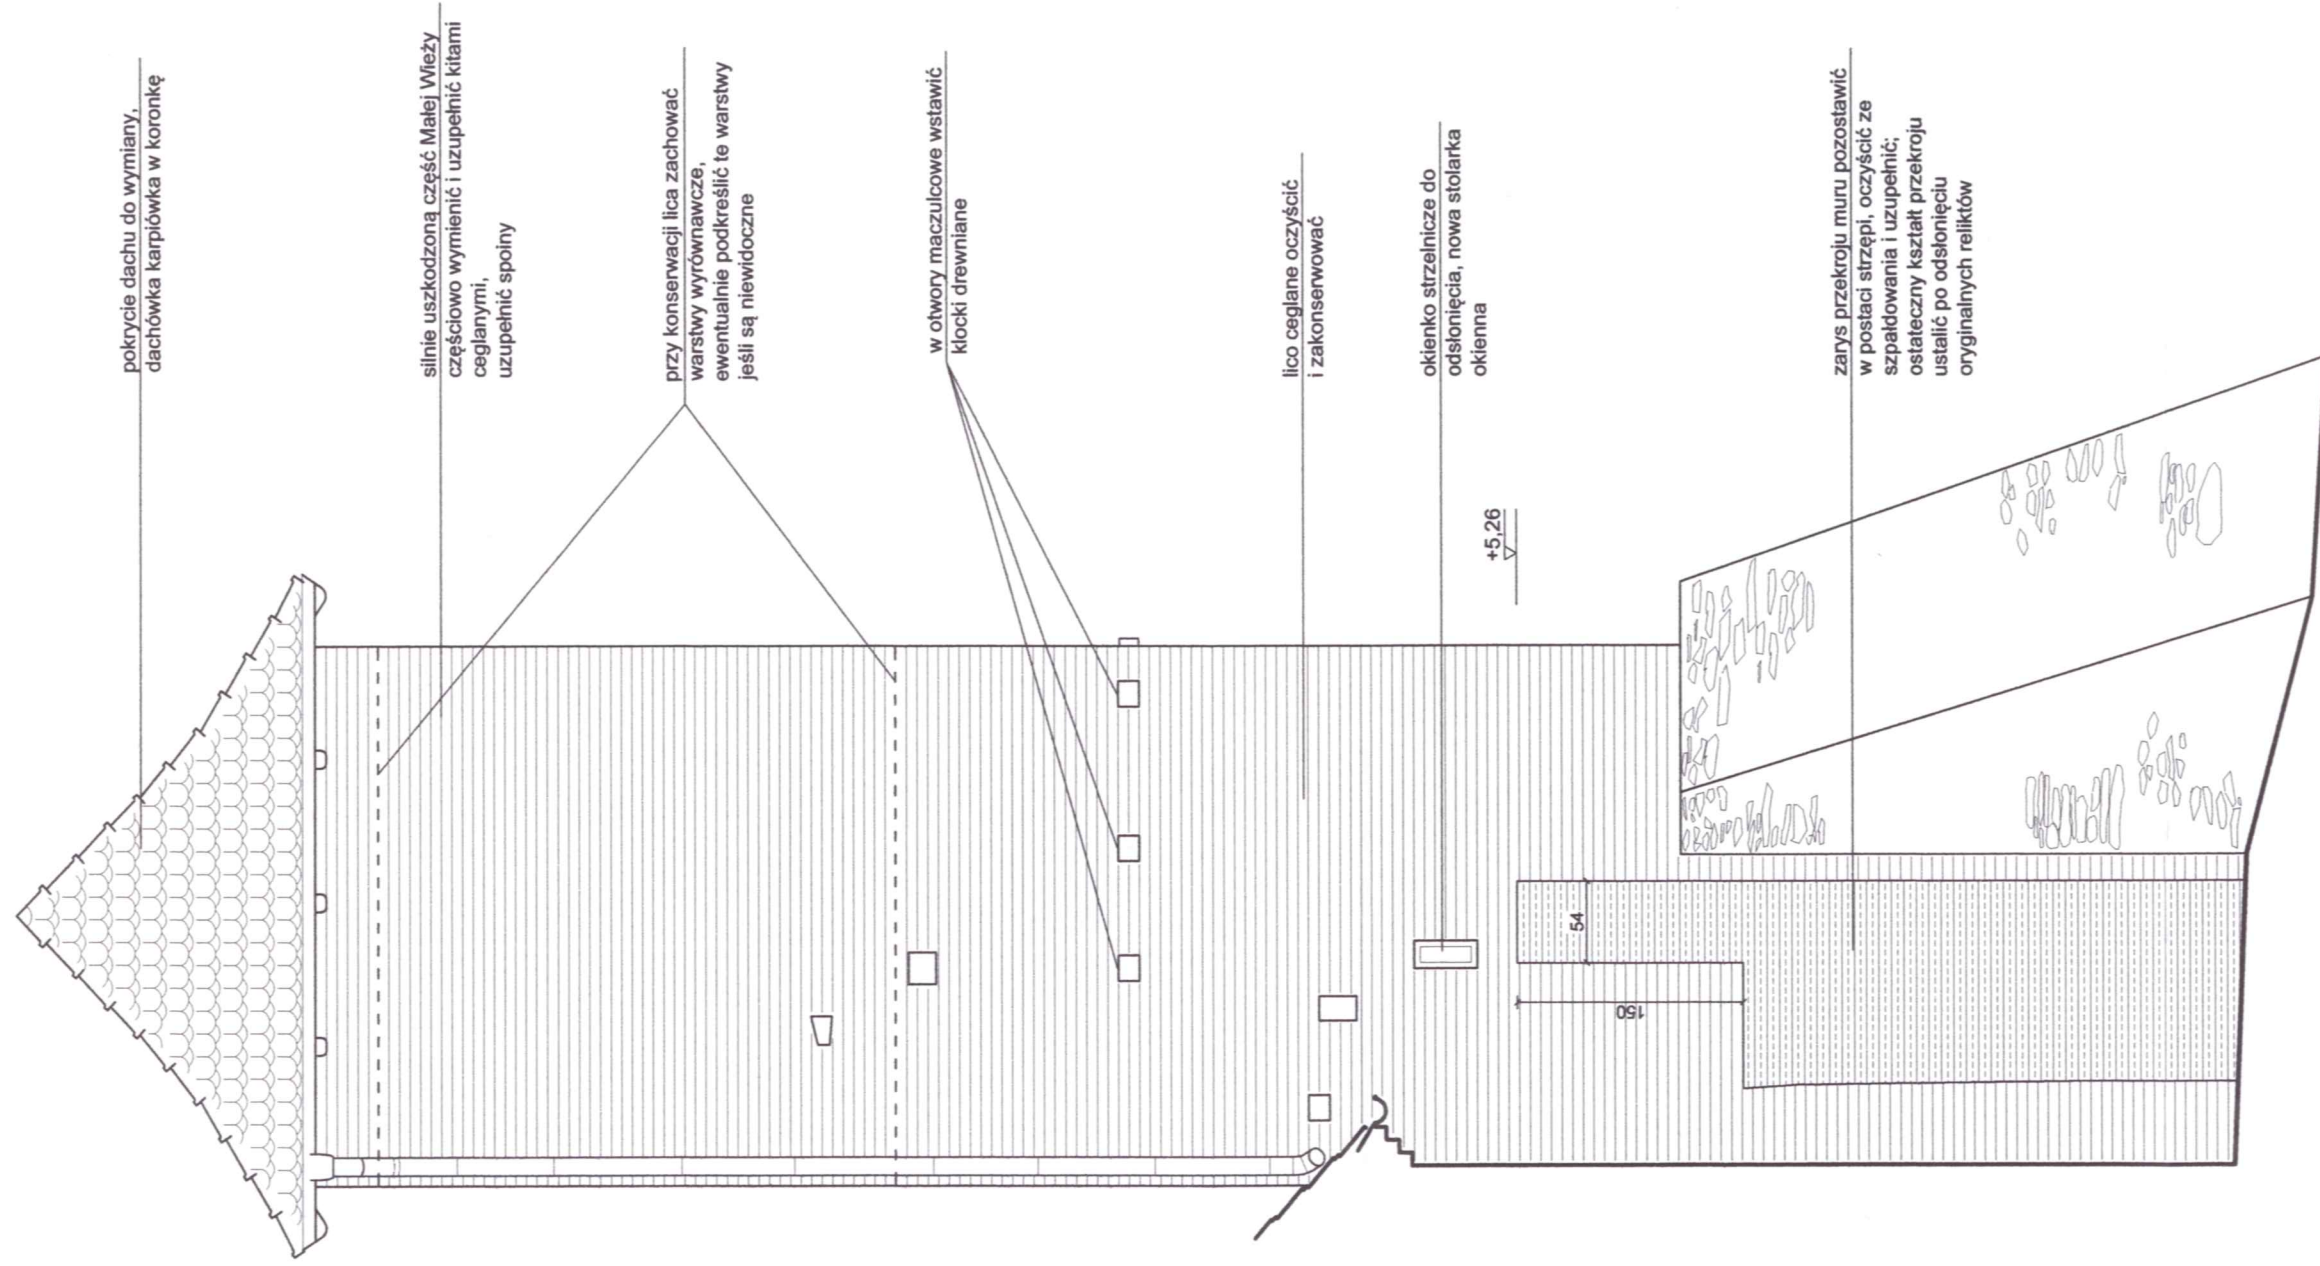 pokrycie dachu do wymiany,
dachówka karpiówka w koronkę
silnie uszkodzoną część Małej Wieży
częściowo wymienić i uzupełnić kitami
ceglanymi,
uzupełnić spoiny
przy konserwacji lica zachować
warstwy wyrównawcze,
ewentualnie podkreślić te warstwy
jeśli są niewidoczne
w otwory maczulcowe wstawić
klocki drewniane
lico ceglane oczyścić
i zakonserwować
okienko strzelnicze do
odsłonięcia, nowa stolarka
okienna
+5,26
54
150
zarys przekroju muru pozostawić
w postaci strzępi, oczyścić ze
szpałdowania i uzupełnić;
ostateczny kształt przekroju
ustalić po odsłonięciu
oryginalnych reliktów